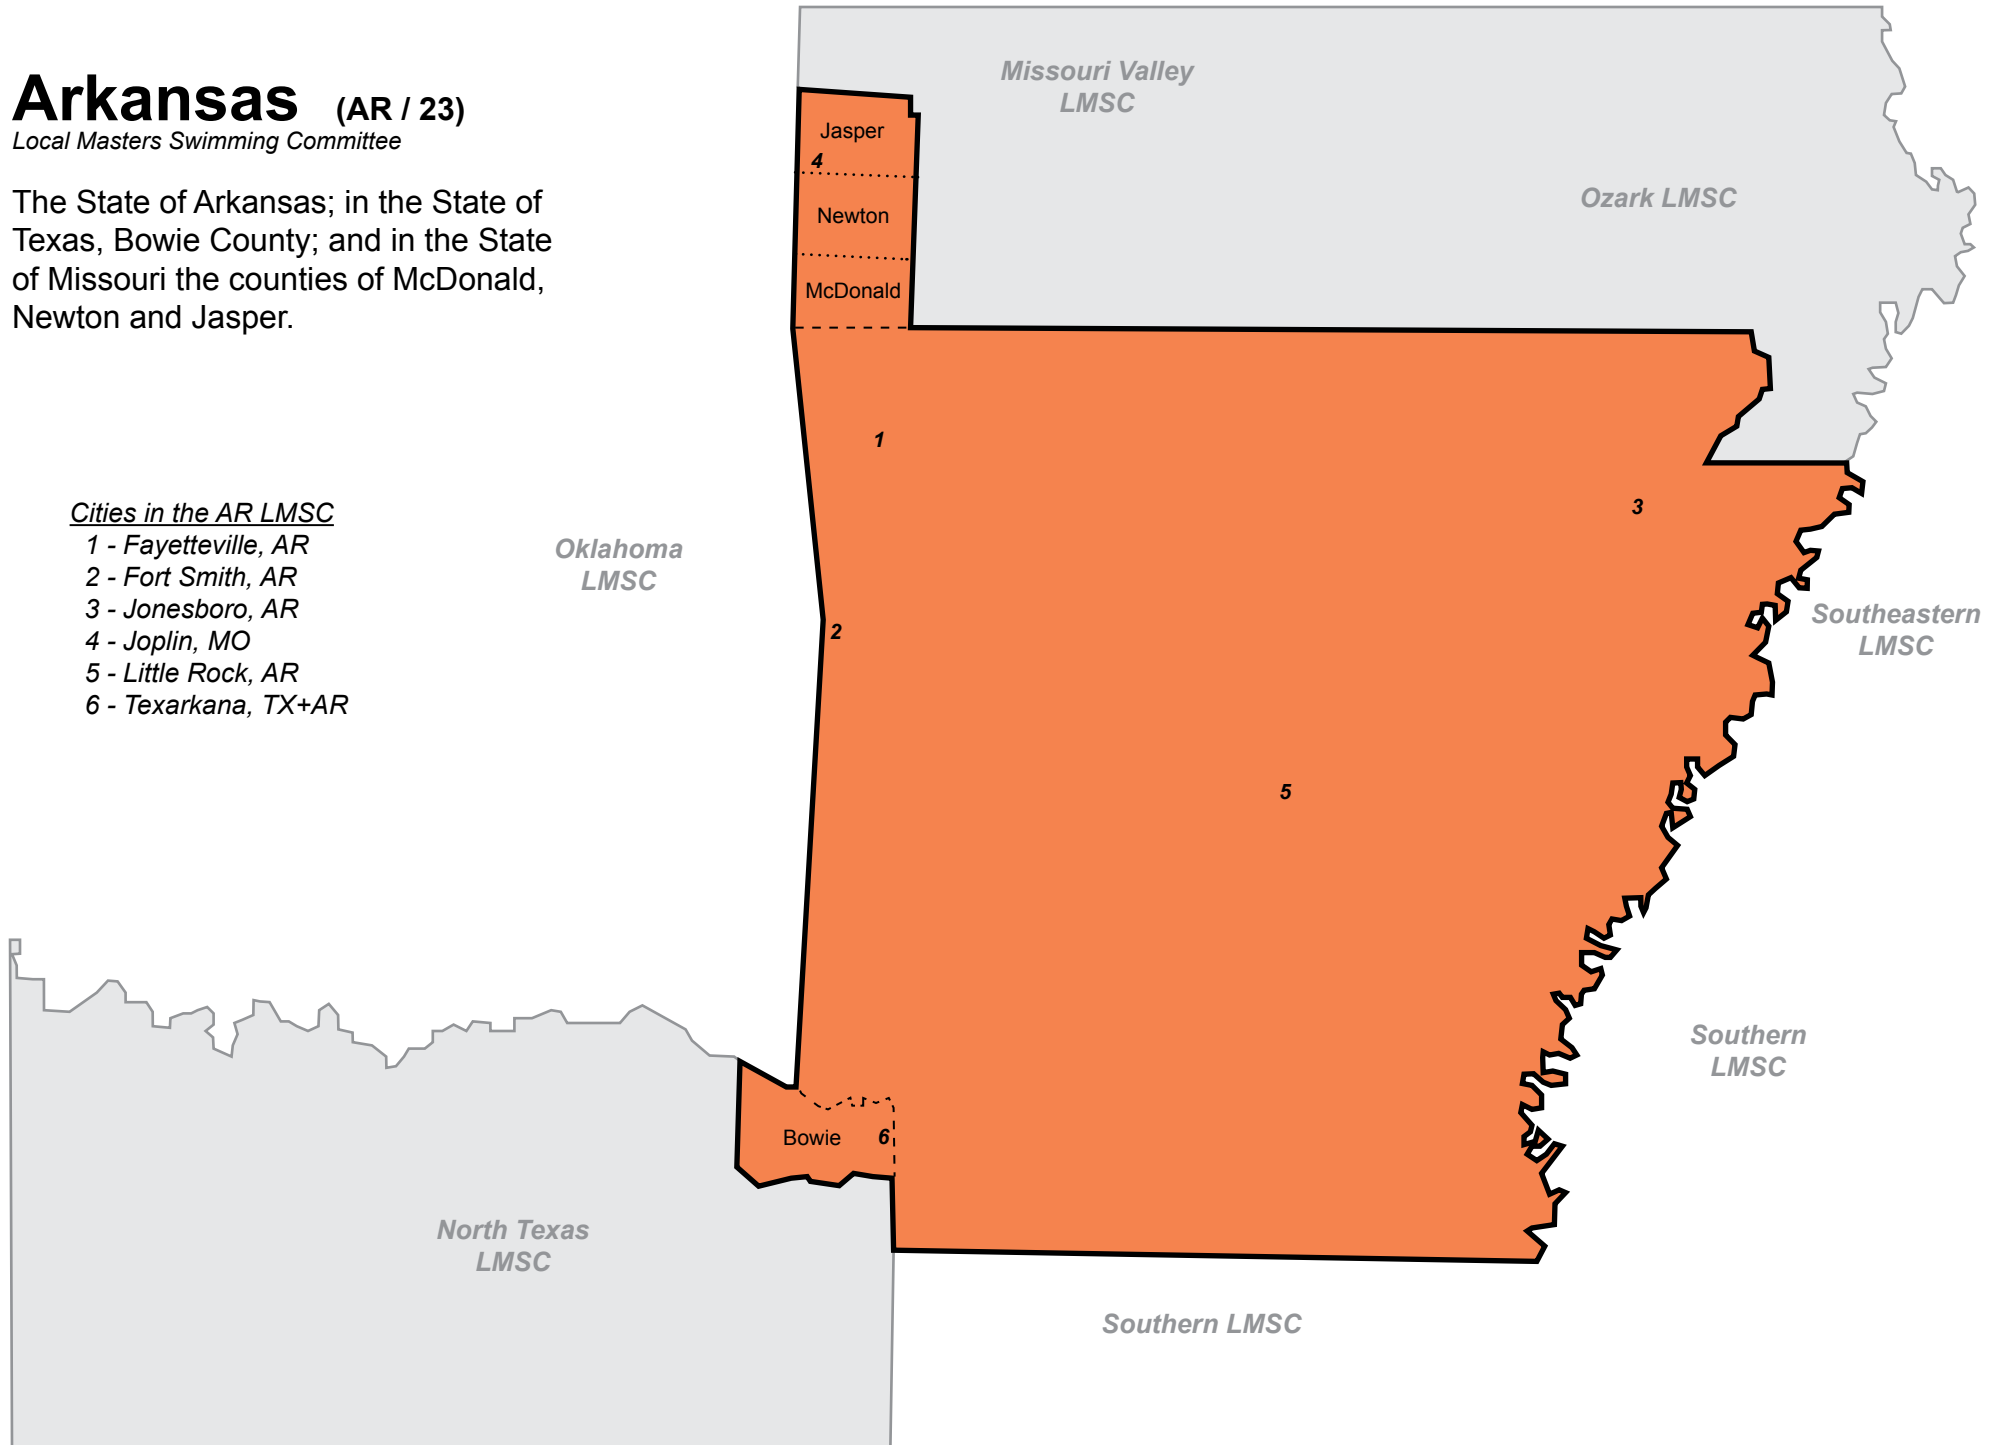 Arkansas (AR / 23)
Local Masters Swimming Committee
The State of Arkansas; in the State of
Texas, Bowie County; and in the State
of Missouri the counties of McDonald,
Newton and Jasper.
Cities in the AR LMSC
1 - Fayetteville, AR
2 - Fort Smith, AR
3 - Jonesboro, AR
4 - Joplin, MO
5 - Little Rock, AR
6 - Texarkana, TX+AR
Missouri Valley
LMSC
Ozark LMSC
Jasper
4
Newton
McDonald
1
3
Oklahoma
LMSC
2
Southeastern
LMSC
5
Southern
LMSC
Bowie
6
North Texas
LMSC
Southern LMSC